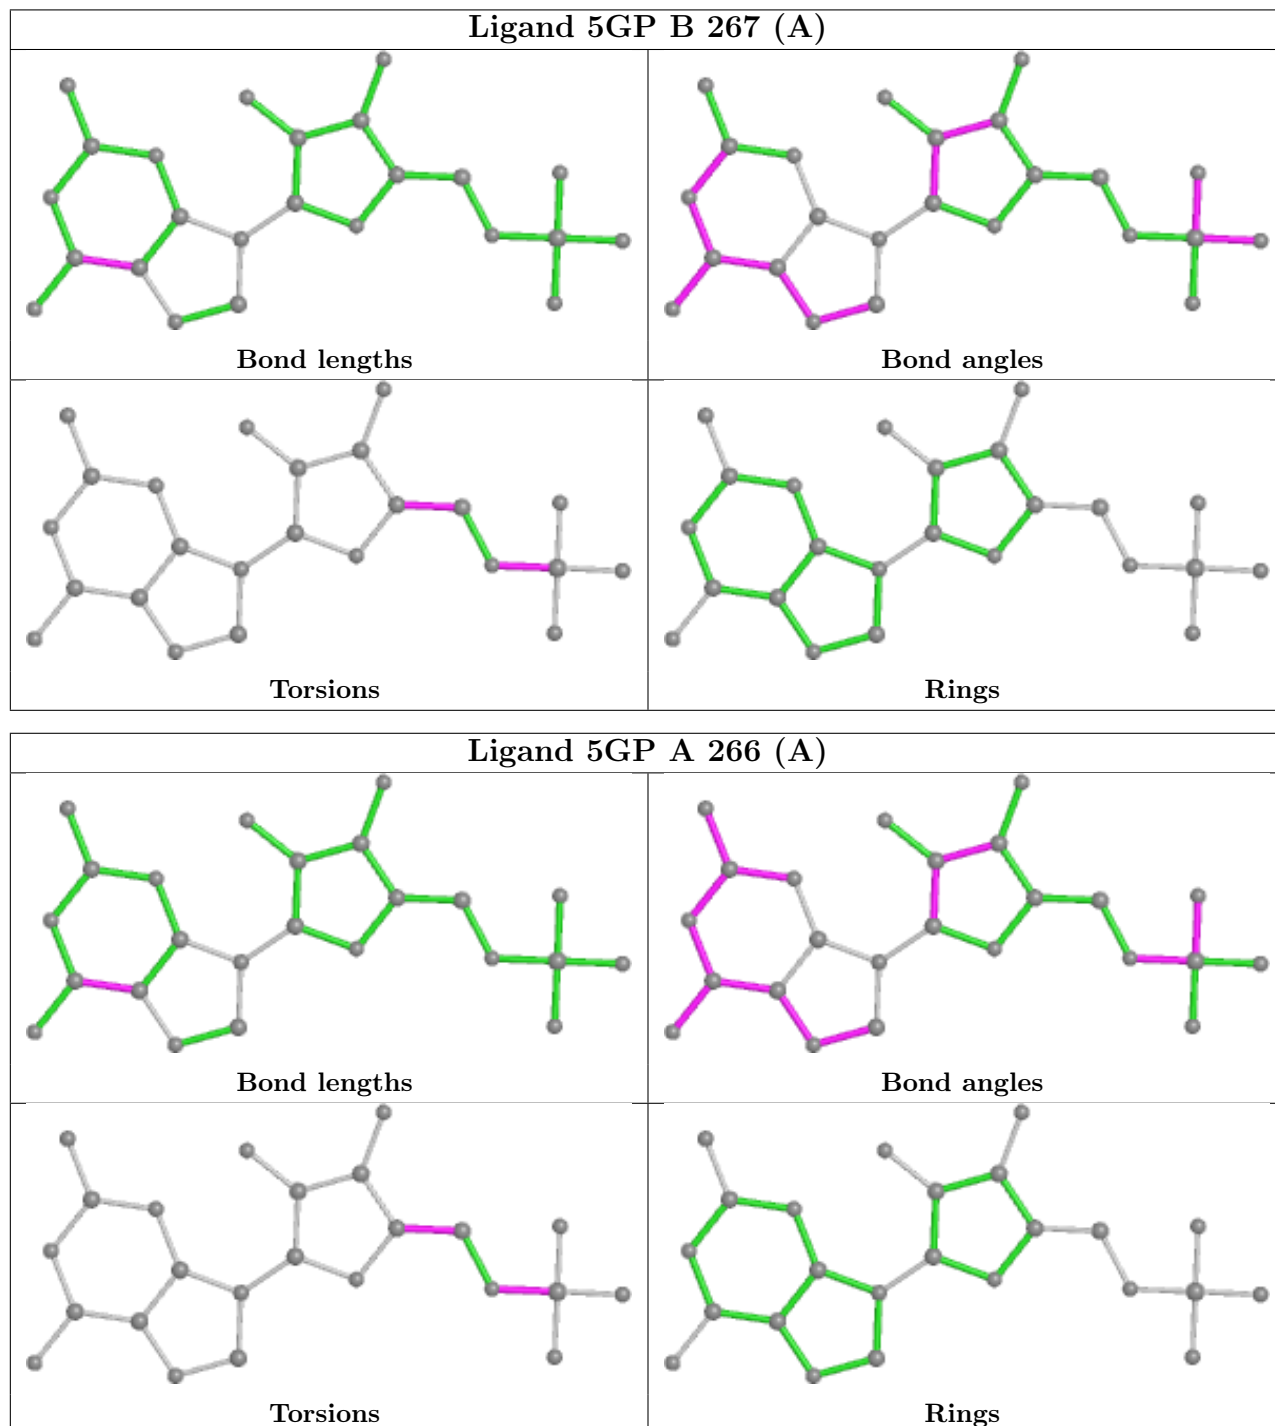 Ligand 5GP B 267 (A)
Bond lengths
Bond angles
Torsions
Rings
Ligand 5GP A 266 (A)
Bond lengths
Bond angles
Torsions
Rings